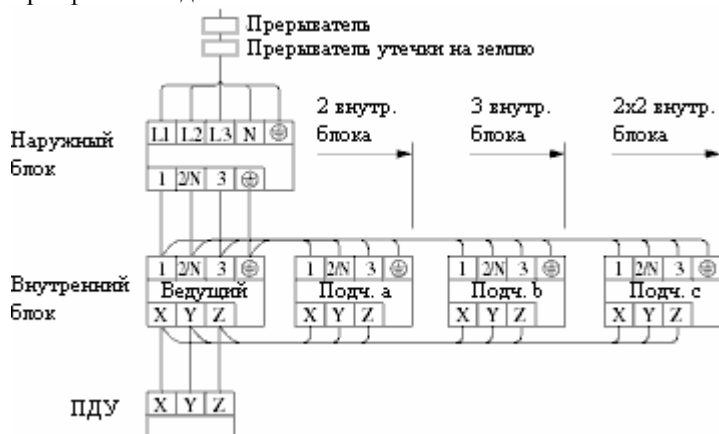 Прерыватель
Прерыватель утечки на землю
2 внутр. блока
3 внутр. блока
2х2 внутр. блока
Наружный блок
L1 L2 L3 N
1 2/N 3
Внутренний блок
1 2/N 3 1 2/N 3 1 2/N 3 1 2/N 3
Ведущий Подч. a Подч. b Подч. c
X Y Z X Y Z X Y Z X Y Z
ПДУ X Y Z